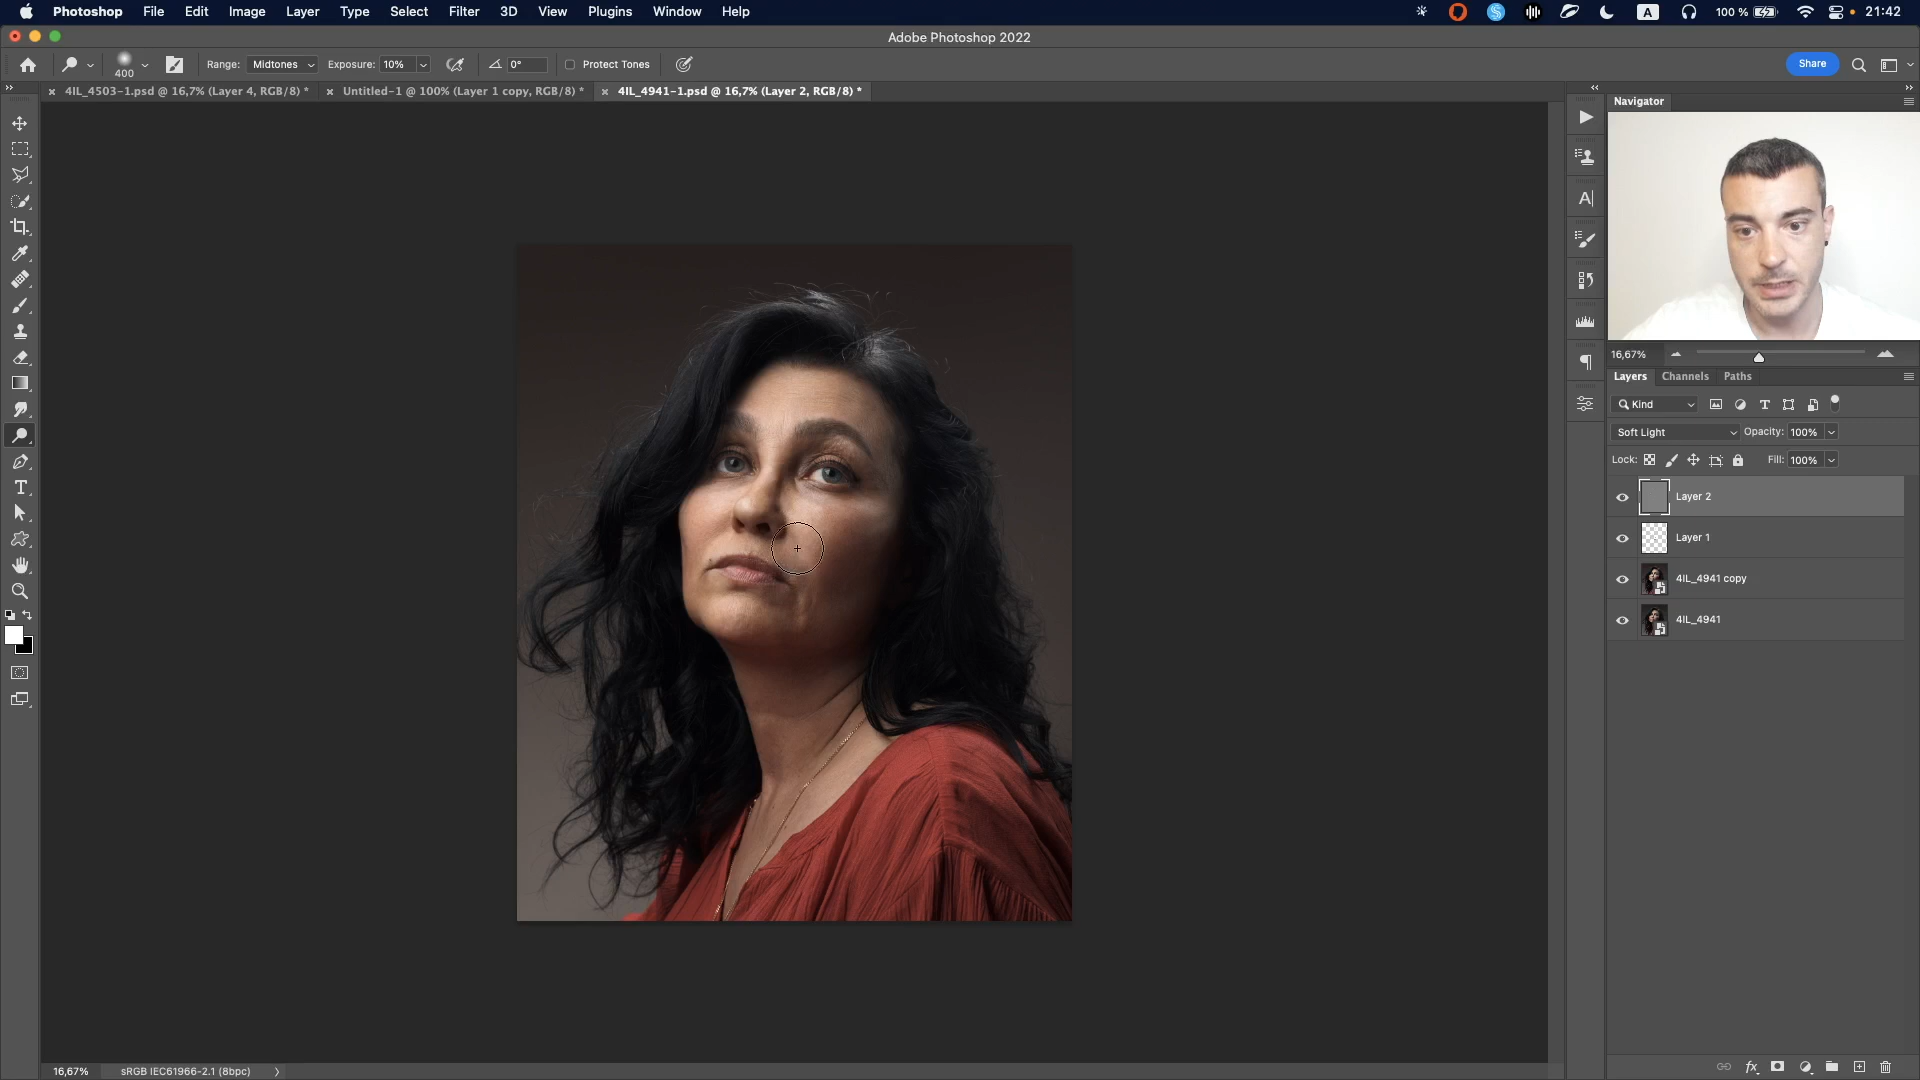 Photoshop File Edit Image Layer Type Select Filter 3D View Plugins Window Help A 100 % 21:42
Adobe Photoshop 2022
400 Range: Midtones Exposure: 10% 0° Protect Tones Share
4IL_4503-1.psd @ 16,7% (Layer 4, RGB/8) * Untitled-1 @ 100% (Layer 1 copy, RGB/8) * 4IL_4941-1.psd @ 16,7% (Layer 2, RGB/8) *
Navigator
16,67%
Layers Channels Paths
Kind
Soft Light Opacity: 100%
Lock: Fill: 100%
Layer 2
Layer 1
4IL_4941 copy
4IL_4941
16,67% sRGB IEC61966-2.1 (8bpc)